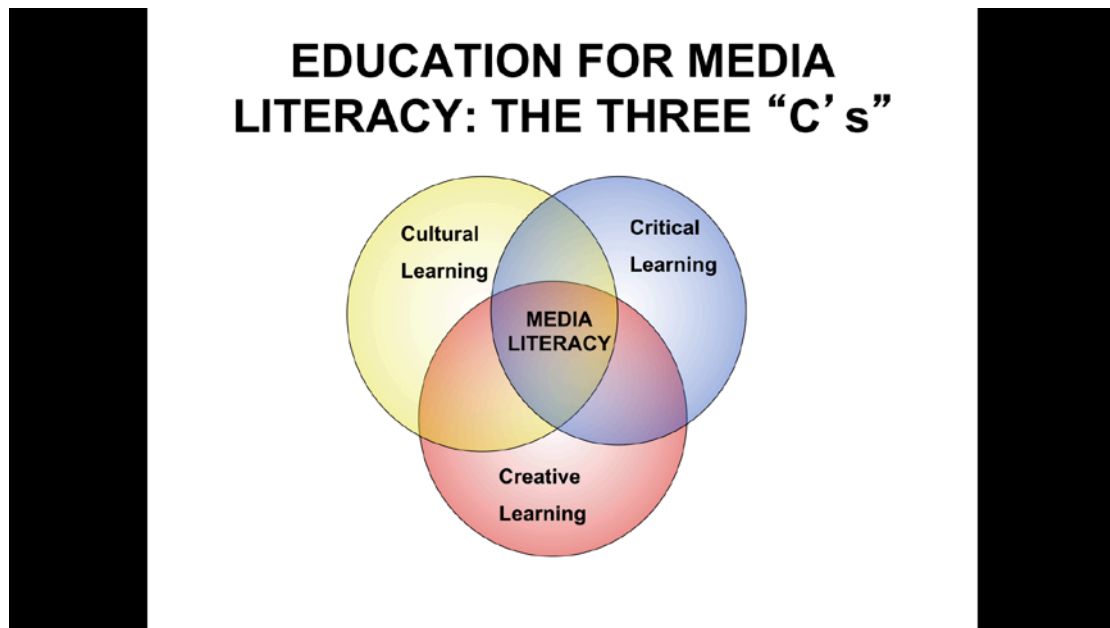 EDUCATION FOR MEDIA
LITERACY: THE THREE “C’s”
Cultural
Learning
Critical
Learning
MEDIA
LITERACY
Creative
Learning